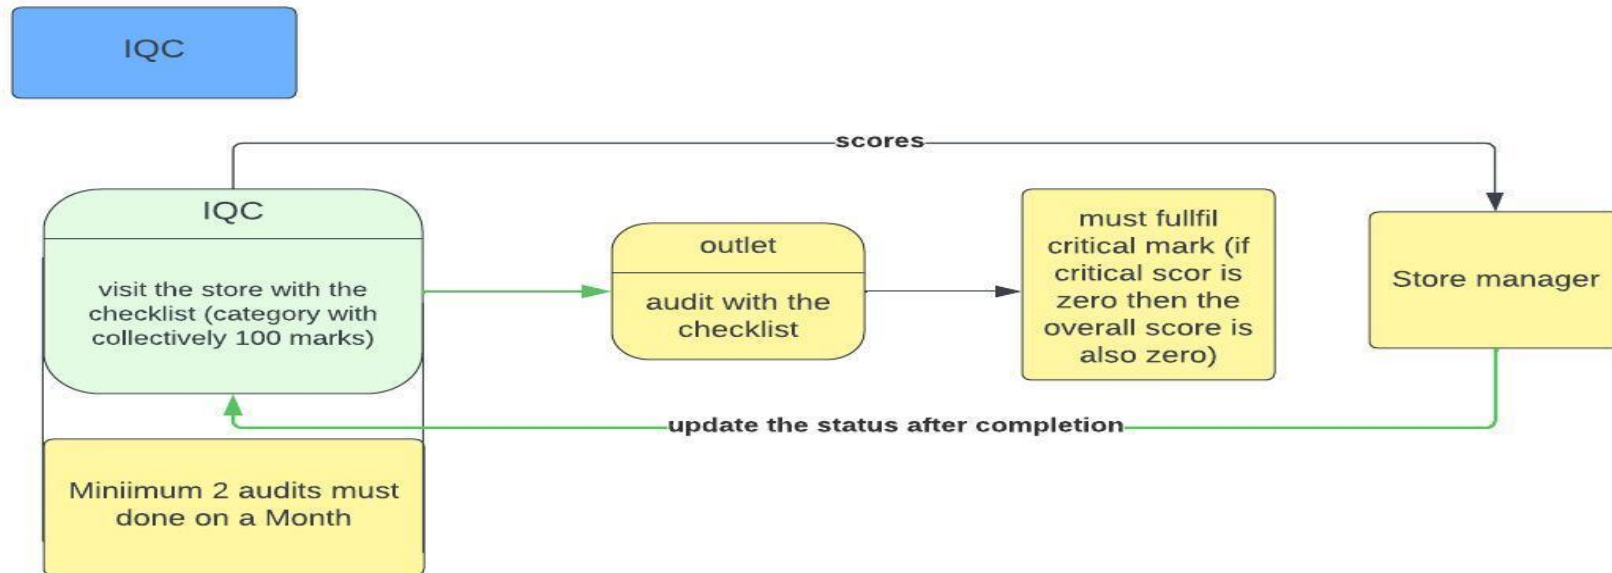 IQC
scores
IQC
visit the store with the
checklist (category with
collectively 100 marks)
outlet
audit with the
checklist
must fullfil
critical mark (if
critical scor is
zero then the
overall score is
also zero)
Store manager
update the status after completion
Miniimum 2 audits must
done on a Month